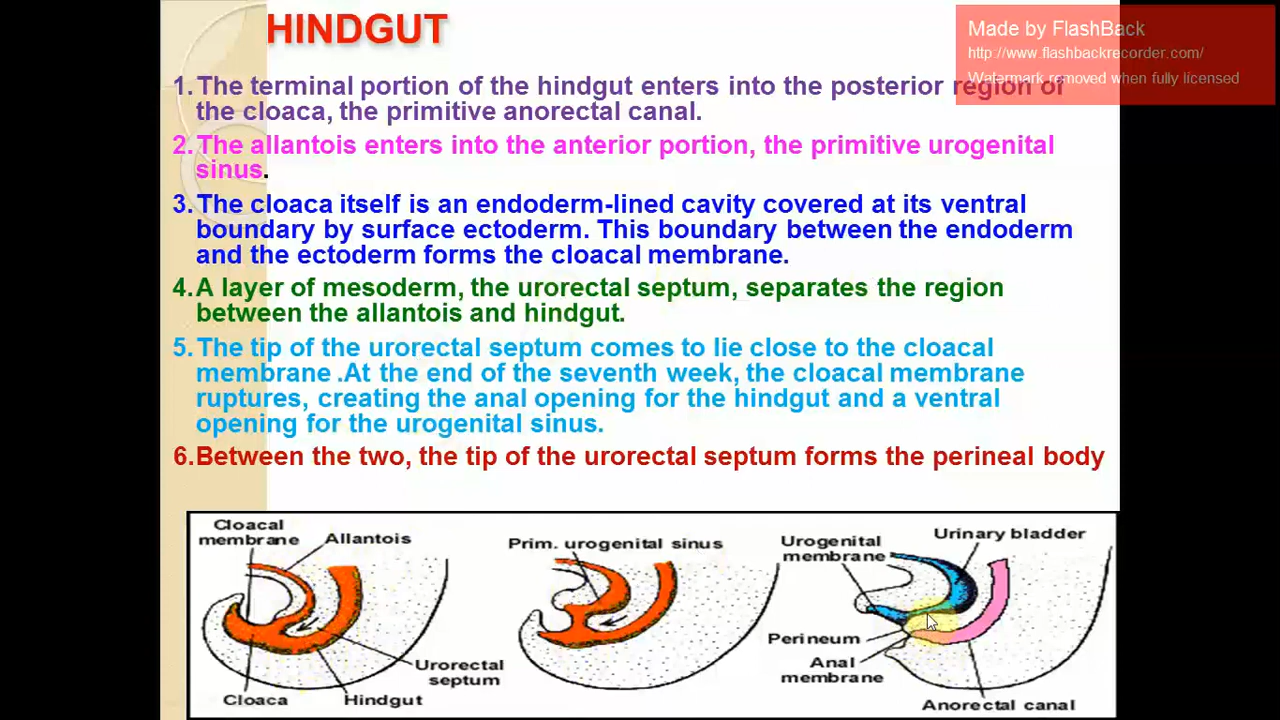 HINDGUT
Made by FlashBack
http://www.flashbackrecorder.com/
Watermark removed when fully licensed
1. The terminal portion of the hindgut enters into the posterior region of
the cloaca, the primitive anorectal canal.
2. The allantois enters into the anterior portion, the primitive urogenital
sinus.
3. The cloaca itself is an endoderm-lined cavity covered at its ventral
boundary by surface ectoderm. This boundary between the endoderm
and the ectoderm forms the cloacal membrane.
4. A layer of mesoderm, the urorectal septum, separates the region
between the allantois and hindgut.
5. The tip of the urorectal septum comes to lie close to the cloacal
membrane .At the end of the seventh week, the cloacal membrane
ruptures, creating the anal opening for the hindgut and a ventral
opening for the urogenital sinus.
6. Between the two, the tip of the urorectal septum forms the perineal body
Cloacal
membrane
Allantois
Urorectal
septum
Cloaca
Hindgut
Prim. urogenital sinus
Urogenital
membrane
Urinary bladder
Perineum
Anal
membrane
Anorectal canal